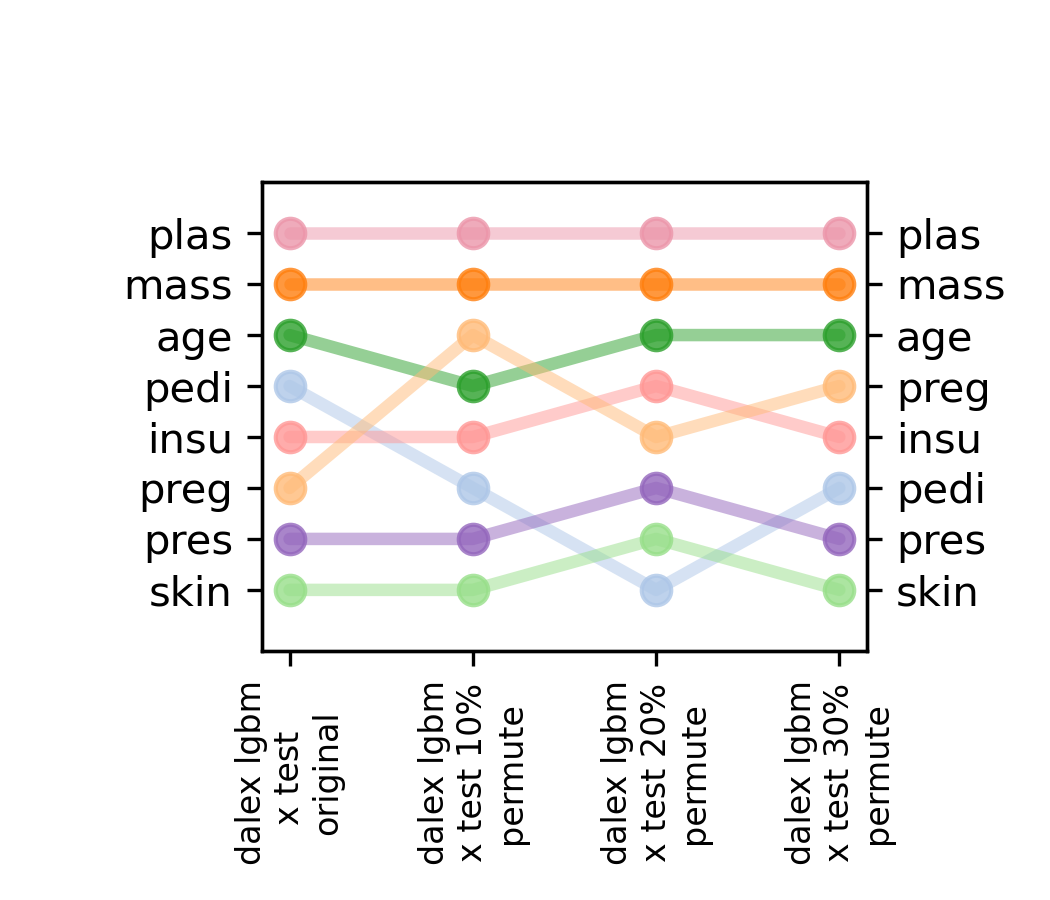 plas
mass
age
pedi
insu
preg
pres
skin
plas
mass
age
preg
insu
pedi
pres
skin
dalex lgbm
x test
original
dalex lgbm
x test 10%
permute
dalex lgbm
x test 20%
permute
dalex lgbm
x test 30%
permute